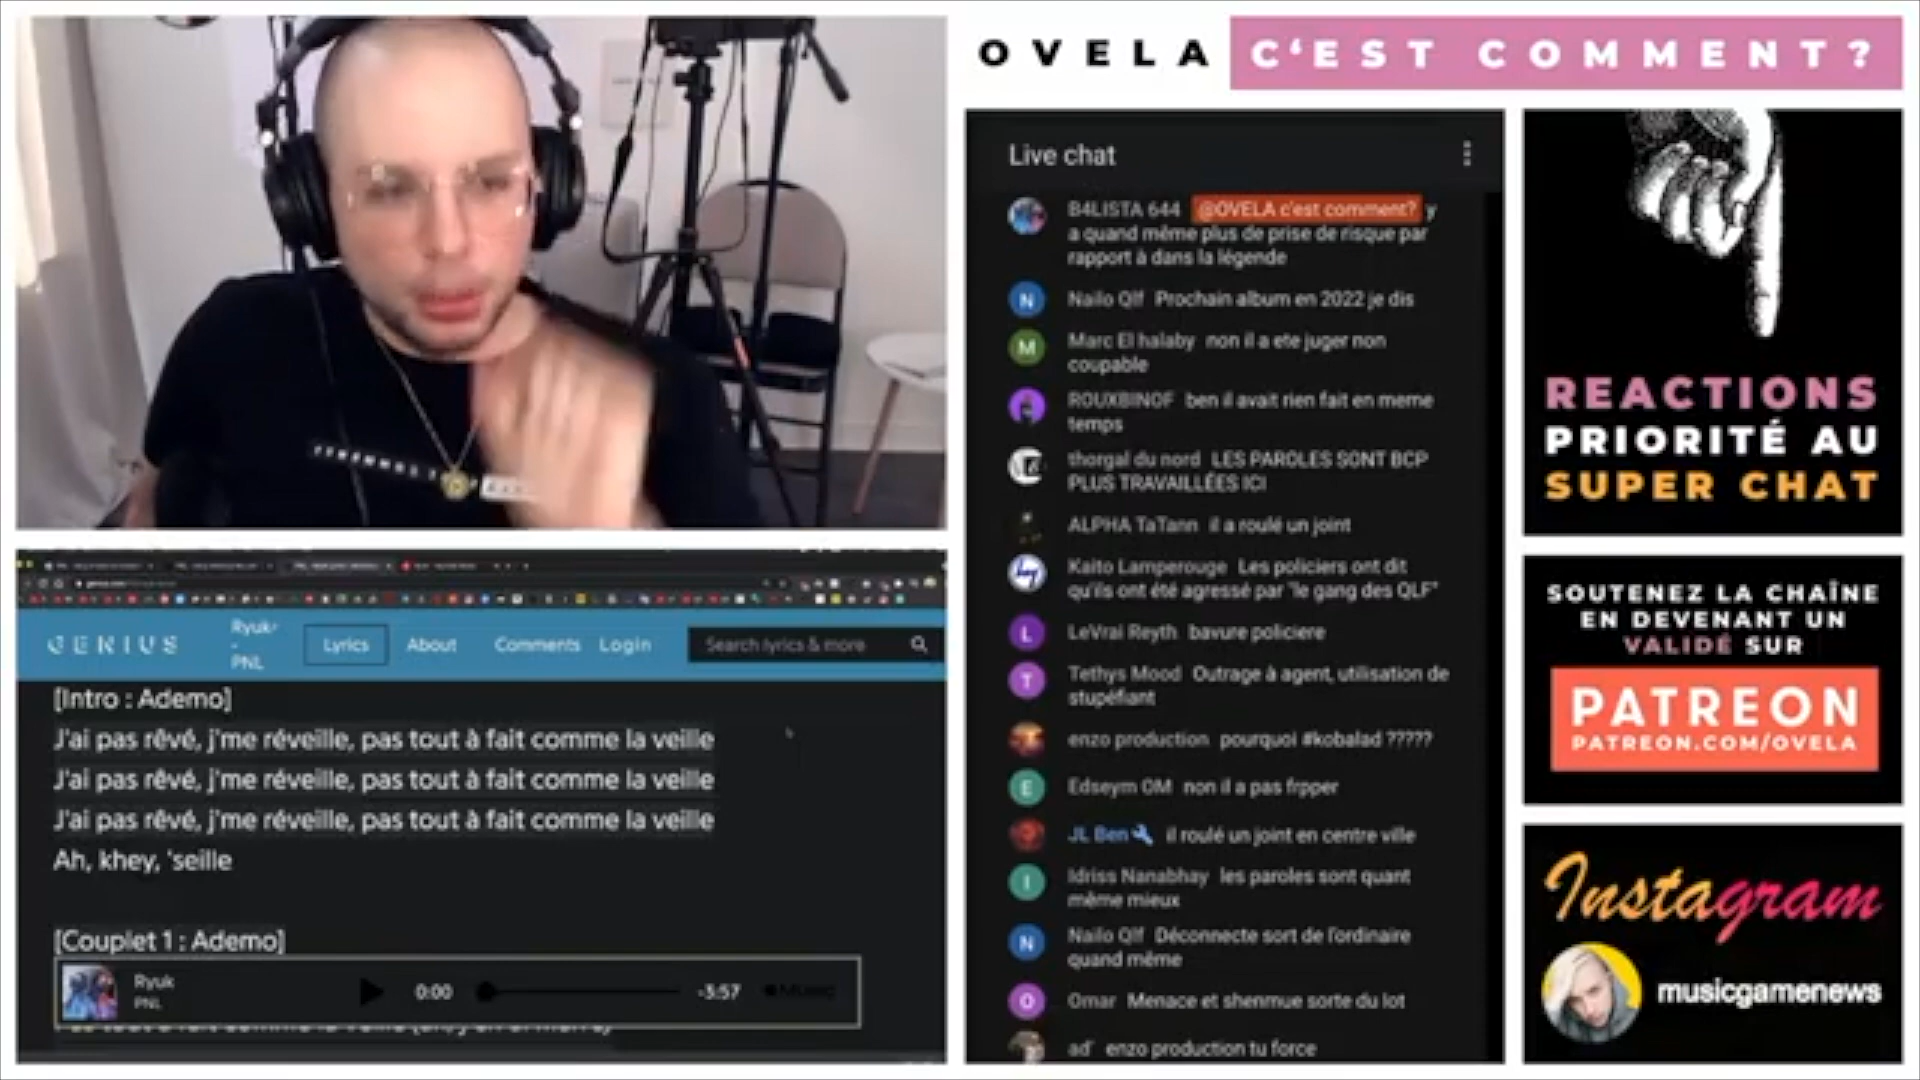 OVELA C'EST COMMENT?
Live chat
B4LISTA 644 @OVELA c'est comment? y
a quand même plus de prise de risque par
rapport à dans la légende
Nailo Qlf Prochain album en 2022 je dis
Marc El halaby non il a ete juger non
coupable
ROUXBINOF ben il avait rien fait en meme
temps
thorgal du nord LES PAROLES SONT BCP
PLUS TRAVAILLÉES ICI
ALPHA TaTann il a roulé un joint
Kaito Lamperouge Les policiers ont dit
qu'ils ont été agressé par "le gang des QLF"
LeVrai Reyth bavure policiere
Tethys Mood Outrage à agent, utilisation de
stupéfiant
enzo production pourquoi #kobalad ?????
Edseym OM non il a pas frpper
JL Ben il roulé un joint en centre ville
Idriss Nanabhay les paroles sont quant
même mieux
Nailo Qlf Déconnecte sort de l'ordinaire
quand même
Omar Menace et shenmue sorte du lot
ad' enzo production tu force
REACTIONS
PRIORITÉ AU
SUPER CHAT
SOUTENEZ LA CHAÎNE
EN DEVENANT UN
VALIDÉ SUR
PATREON
PATREON.COM/OVELA
Instagram
musicgamenews
GENIUS
Ryuk
-
PNL
Lyrics About Comments Login
Search lyrics & more
[Intro : Ademo]
J'ai pas rêvé, j'me réveille, pas tout à fait comme la veille
J'ai pas rêvé, j'me réveille, pas tout à fait comme la veille
J'ai pas rêvé, j'me réveille, pas tout à fait comme la veille
Ah, khey, 'seille
[Couplet 1 : Ademo]
Ryuk
PNL
0:00
-3:57